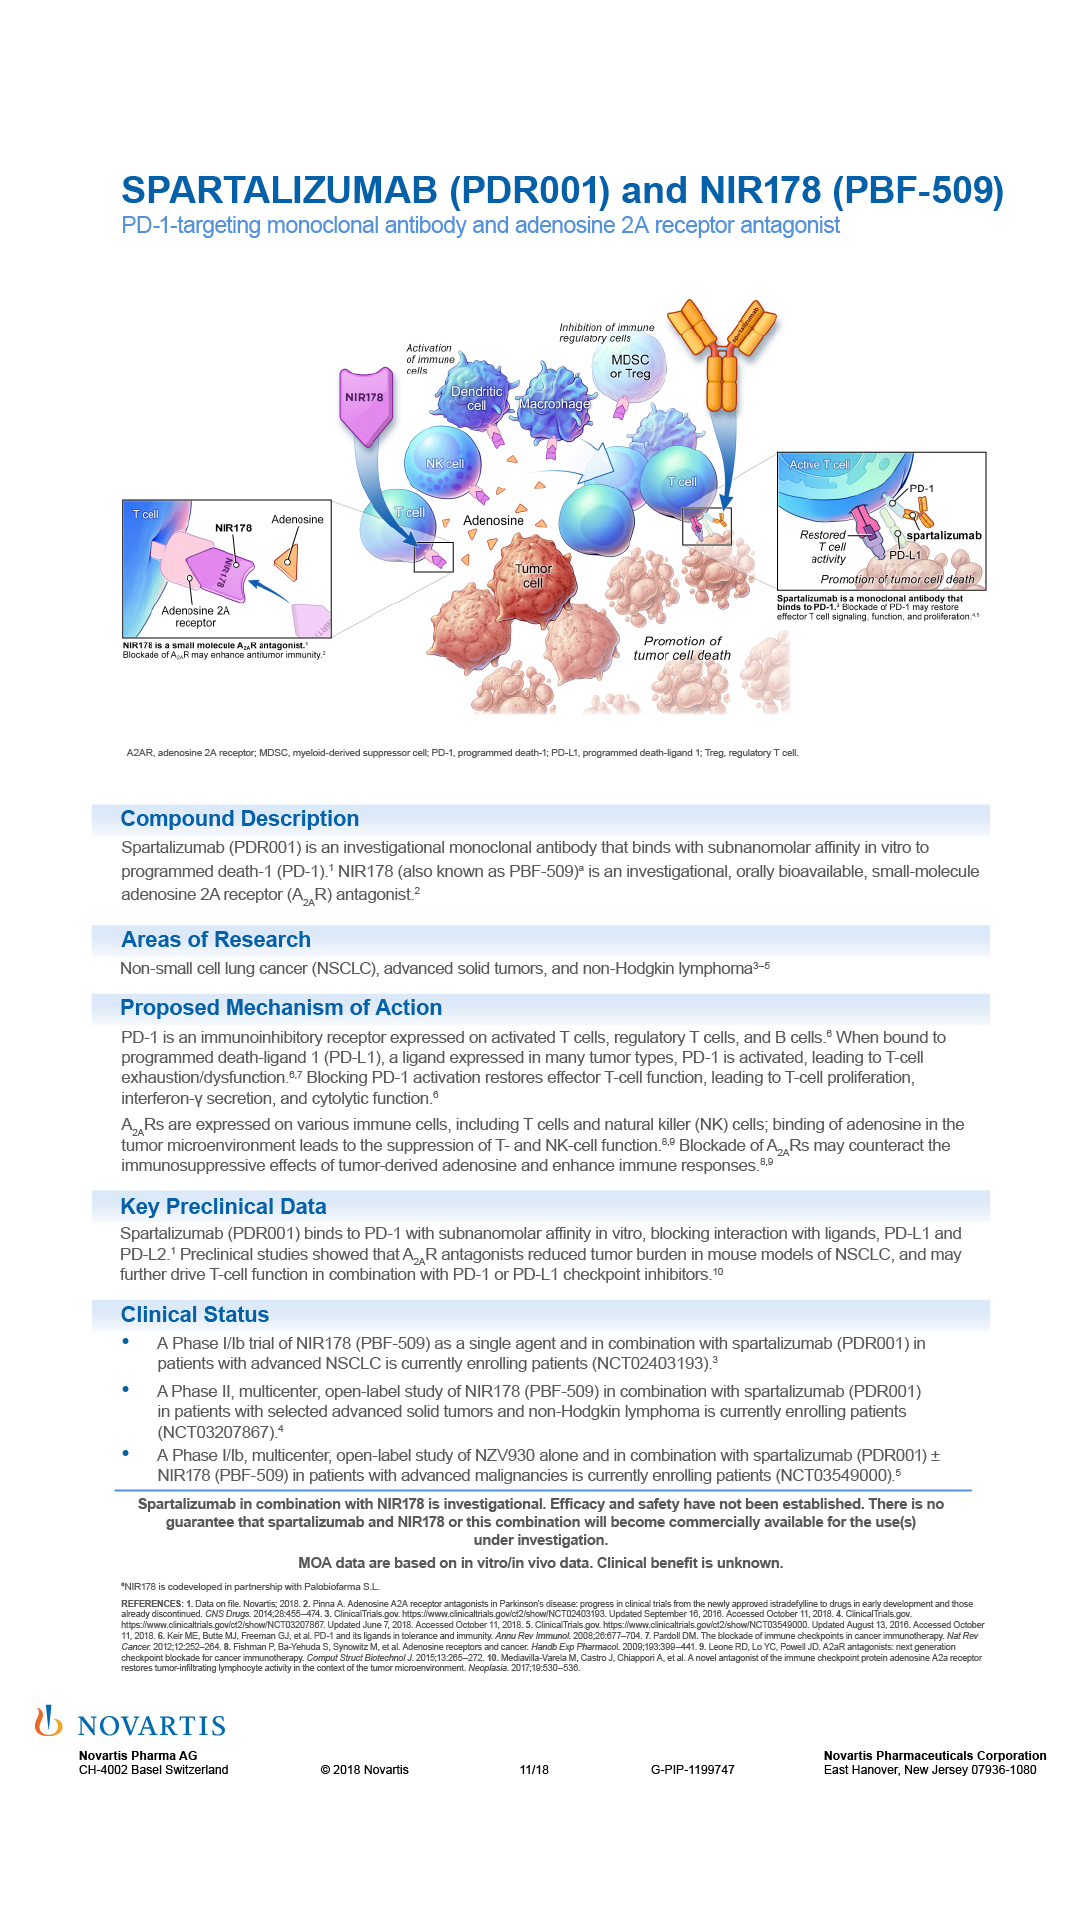 SPARTALIZUMAB (PDR001) and NIR178 (PBF-509)
PD-1-targeting monoclonal antibody and adenosine 2A receptor antagonist
Inhibition of immune
regulatory cells
MDSC
or Treg
spartalizumab
Activation
of immune
cells
Dendritic
cell
Macrophage
NIR178
NK cell
T cell
T cell
Adenosine
Tumor
cell
Promotion of
tumor cell death
T cell
NIR178
Adenosine
NIR178
Adenosine 2A
receptor
NIR178
NIR178 is a small molecule A2AR antagonist.1
Blockade of A2AR may enhance antitumor immunity.2
Active T cell
PD-1
Restored
T cell
activity
spartalizumab
PD-L1
Promotion of tumor cell death
Spartalizumab is a monoclonal antibody that
binds to PD-1.3 Blockade of PD-1 may restore
effector T cell signaling, function, and proliferation.4,5
A2AR, adenosine 2A receptor; MDSC, myeloid-derived suppressor cell; PD-1, programmed death-1; PD-L1, programmed death-ligand 1; Treg, regulatory T cell.
Compound Description
Spartalizumab (PDR001) is an investigational monoclonal antibody that binds with subnanomolar affinity in vitro to
programmed death-1 (PD-1).1 NIR178 (also known as PBF-509)a is an investigational, orally bioavailable, small-molecule
adenosine 2A receptor (A2AR) antagonist.2
Areas of Research
Non-small cell lung cancer (NSCLC), advanced solid tumors, and non-Hodgkin lymphoma3–5
Proposed Mechanism of Action
PD-1 is an immunoinhibitory receptor expressed on activated T cells, regulatory T cells, and B cells.6 When bound to
programmed death-ligand 1 (PD-L1), a ligand expressed in many tumor types, PD-1 is activated, leading to T-cell
exhaustion/dysfunction.6,7 Blocking PD-1 activation restores effector T-cell function, leading to T-cell proliferation,
interferon-γ secretion, and cytolytic function.6
A2ARs are expressed on various immune cells, including T cells and natural killer (NK) cells; binding of adenosine in the
tumor microenvironment leads to the suppression of T- and NK-cell function.8,9 Blockade of A2ARs may counteract the
immunosuppressive effects of tumor-derived adenosine and enhance immune responses.8,9
Key Preclinical Data
Spartalizumab (PDR001) binds to PD-1 with subnanomolar affinity in vitro, blocking interaction with ligands, PD-L1 and
PD-L2.1 Preclinical studies showed that A2AR antagonists reduced tumor burden in mouse models of NSCLC, and may
further drive T-cell function in combination with PD-1 or PD-L1 checkpoint inhibitors.10
Clinical Status
• A Phase I/Ib trial of NIR178 (PBF-509) as a single agent and in combination with spartalizumab (PDR001) in
patients with advanced NSCLC is currently enrolling patients (NCT02403193).3
• A Phase II, multicenter, open-label study of NIR178 (PBF-509) in combination with spartalizumab (PDR001)
in patients with selected advanced solid tumors and non-Hodgkin lymphoma is currently enrolling patients
(NCT03207867).4
• A Phase I/Ib, multicenter, open-label study of NZV930 alone and in combination with spartalizumab (PDR001) ±
NIR178 (PBF-509) in patients with advanced malignancies is currently enrolling patients (NCT03549000).5
Spartalizumab in combination with NIR178 is investigational. Efficacy and safety have not been established. There is no
guarantee that spartalizumab and NIR178 or this combination will become commercially available for the use(s)
under investigation.
MOA data are based on in vitro/in vivo data. Clinical benefit is unknown.
aNIR178 is codeveloped in partnership with Palobiofarma S.L.
REFERENCES: 1. Data on file. Novartis; 2018. 2. Pinna A. Adenosine A2A receptor antagonists in Parkinson's disease: progress in clinical trials from the newly approved istradefylline to drugs in early development and those
already discontinued. CNS Drugs. 2014;28:455–474. 3. ClinicalTrials.gov. https://www.clinicaltrials.gov/ct2/show/NCT02403193. Updated September 16, 2016. Accessed October 11, 2018. 4. ClinicalTrials.gov.
https://www.clinicaltrials.gov/ct2/show/NCT03207867. Updated June 7, 2018. Accessed October 11, 2018. 5. ClinicalTrials.gov. https://www.clinicaltrials.gov/ct2/show/NCT03549000. Updated August 13, 2016. Accessed October
11, 2018. 6. Keir ME, Butte MJ, Freeman GJ, et al. PD-1 and its ligands in tolerance and immunity. Annu Rev Immunol. 2008;26:677–704. 7. Pardoll DM. The blockade of immune checkpoints in cancer immunotherapy. Nat Rev
Cancer. 2012;12:252–264. 8. Fishman P, Ba-Yehuda S, Synowitz M, et al. Adenosine receptors and cancer. Handb Exp Pharmacol. 2009;193:399–441. 9. Leone RD, Lo YC, Powell JD. A2aR antagonists: next generation
checkpoint blockade for cancer immunotherapy. Comput Struct Biotechnol J. 2015;13:265–272. 10. Mediavilla-Varela M, Castro J, Chiappori A, et al. A novel antagonist of the immune checkpoint protein adenosine A2a receptor
restores tumor-infiltrating lymphocyte activity in the context of the tumor microenvironment. Neoplasia. 2017;19:530–536.
NOVARTIS
Novartis Pharma AG
CH-4002 Basel Switzerland
© 2018 Novartis
11/18
G-PIP-1199747
Novartis Pharmaceuticals Corporation
East Hanover, New Jersey 07936-1080